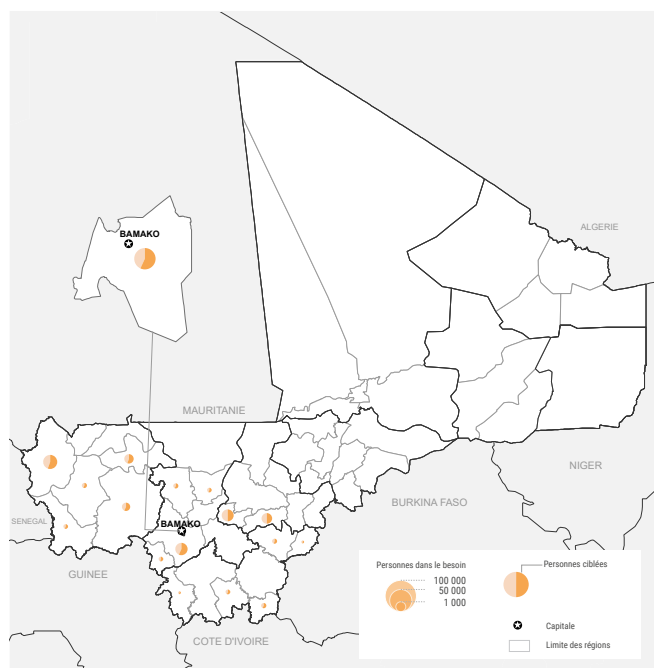 BAMAKO
ALGERIE
MAURITANIE
NIGER
BURKINA FASO
SENEGAL
BAMAKO
GUINEE
COTE D'IVOIRE
Personnes dans le besoin
100 000
50 000
1 000
Personnes ciblées
Capitale
Limite des régions